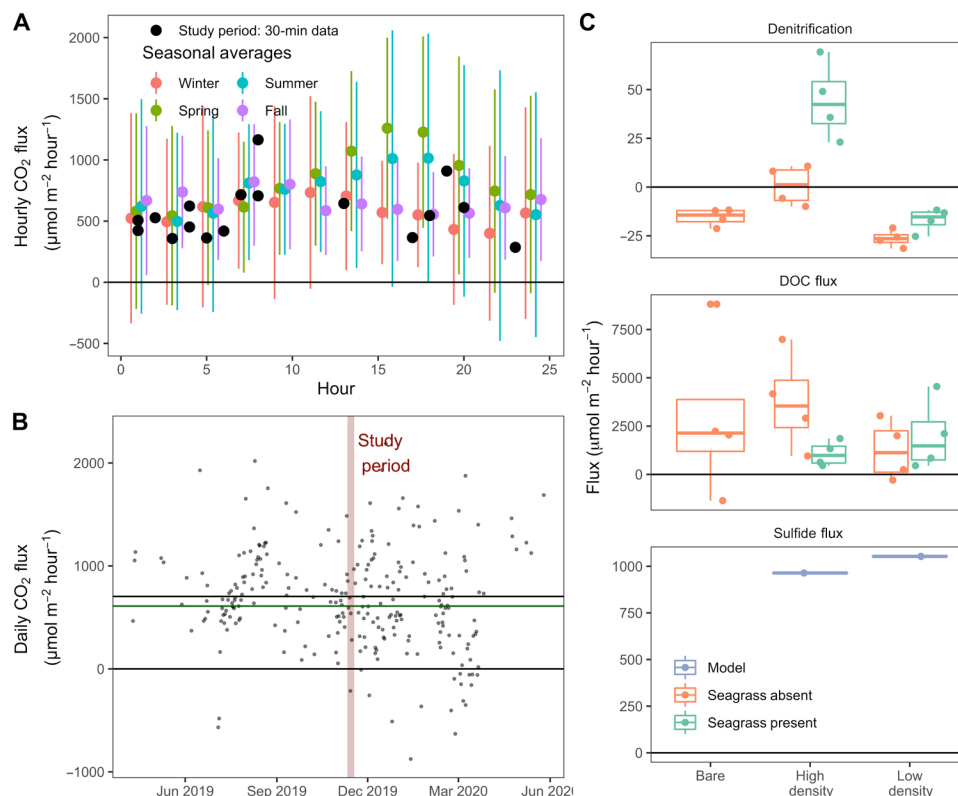 A
Hourly CO₂ flux
(μmol m⁻² hour⁻¹)
2000
1500
1000
500
0
−500
Study period: 30-min data
Seasonal averages
Winter
Summer
Spring
Fall
0
5
10
15
20
25
Hour
B
Daily CO₂ flux
(μmol m⁻² hour⁻¹)
2000
1000
0
−1000
Study
period
Jun 2019
Sep 2019
Dec 2019
Mar 2020
Jun 2020
C
Flux (μmol m⁻² hour⁻¹)
Denitrification
50
25
0
−25
DOC flux
7500
5000
2500
0
Sulfide flux
1000
750
500
250
0
Model
Seagrass absent
Seagrass present
Bare
High
density
Low
density